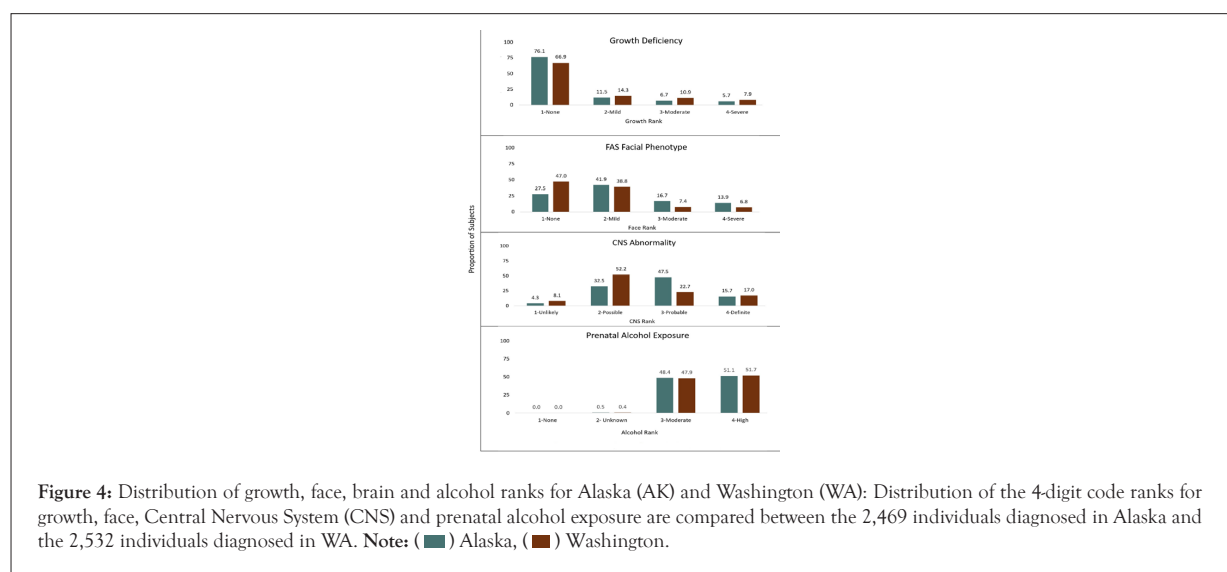 Growth Deficiency
100
75
50
25
0
76.1 66.9
11.5 14.3
6.7 10.9
5.7 7.9
1-None 2-Mild 3-Moderate 4-Severe
Growth Rank
FAS Facial Phenotype
100
75
50
25
0
27.5 47.0
41.9 38.8
16.7 7.4
13.9 6.8
1-None 2-Mild 3-Moderate 4-Severe
Face Rank
Proportion of Subjects
CNS Abnormality
100
75
50
25
0
4.3 8.1
32.5 52.2
47.5 22.7
15.7 17.0
1-Unlikely 2-Possible 3-Probable 4-Definite
CNS Rank
Prenatal Alcohol Exposure
100
75
50
25
0
0.0 0.0
0.5 0.4
48.4 47.9
51.1 51.7
1-None 2- Unknown 3-Moderate 4-High
Alcohol Rank
Figure 4: Distribution of growth, face, brain and alcohol ranks for Alaska (AK) and Washington (WA): Distribution of the 4-digit code ranks for
growth, face, Central Nervous System (CNS) and prenatal alcohol exposure are compared between the 2,469 individuals diagnosed in Alaska and
the 2,532 individuals diagnosed in WA. Note: ( ) Alaska, ( ) Washington.